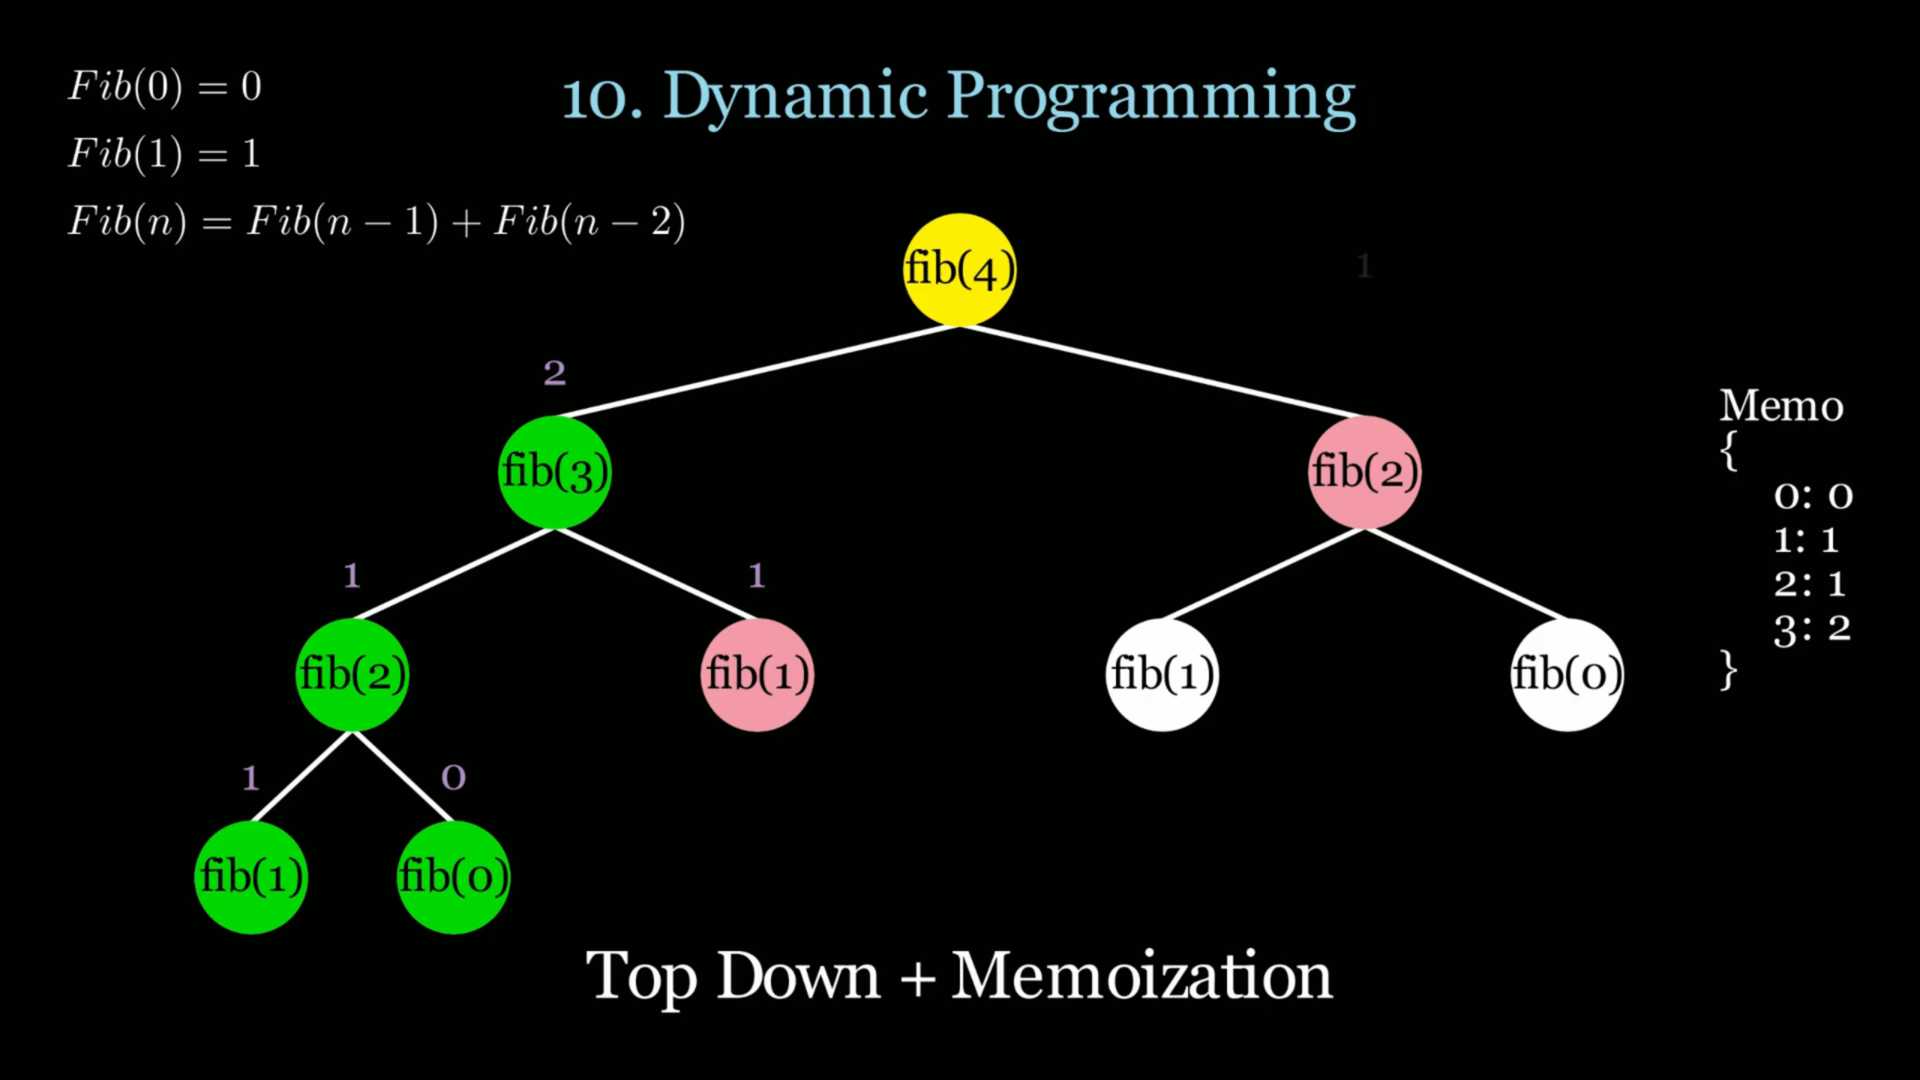 10. Dynamic Programming
Fib(0) = 0
Fib(1) = 1
Fib(n) = Fib(n − 1) + Fib(n − 2)
fib(4)
1
2
fib(3)
fib(2)
1
1
fib(2)
fib(1)
fib(1)
fib(0)
1
0
fib(1)
fib(0)
Memo
{
0: 0
1: 1
2: 1
3: 2
}
Top Down + Memoization